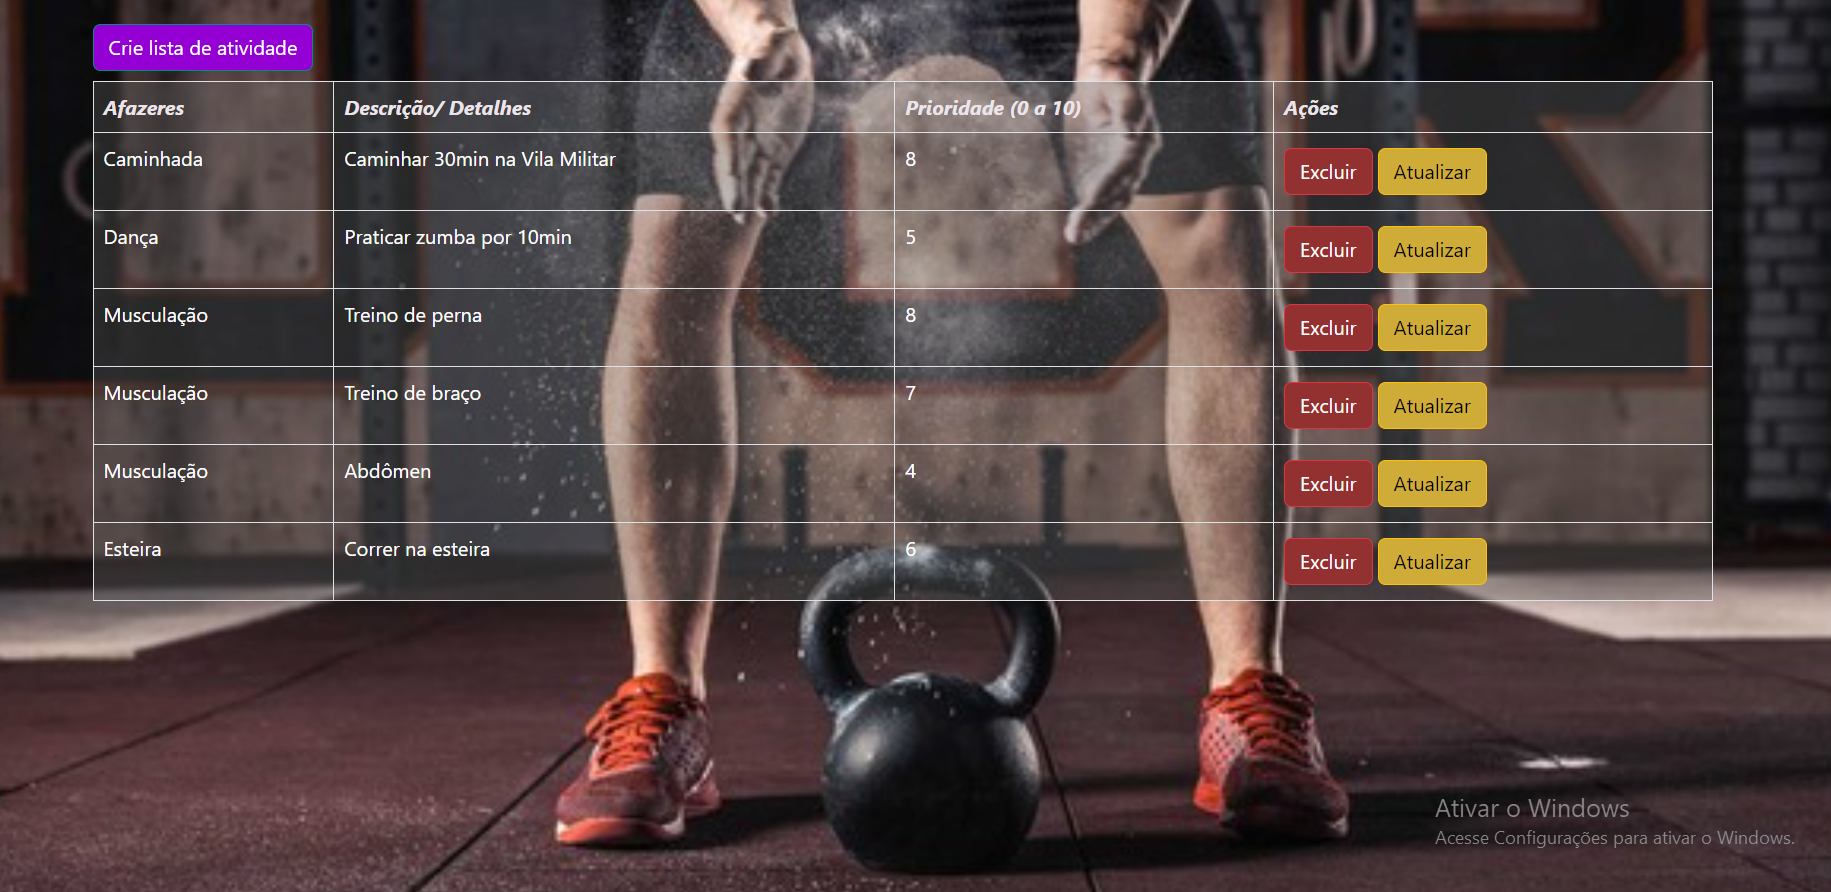 Crie lista de atividade
Afazeres Descrição/ Detalhes Prioridade (0 a 10) Ações
Caminhada Caminhar 30min na Vila Militar 8 Excluir Atualizar
Dança Praticar zumba por 10min 5 Excluir Atualizar
Musculação Treino de perna 8 Excluir Atualizar
Musculação Treino de braço 7 Excluir Atualizar
Musculação Abdômen 4 Excluir Atualizar
Esteira Correr na esteira 6 Excluir Atualizar
Ativar o Windows
Acesse Configurações para ativar o Windows.